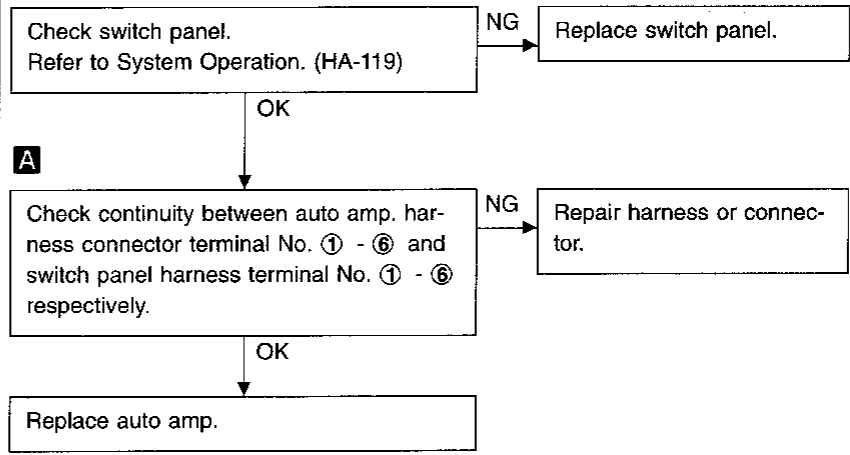 Check switch panel.
Refer to System Operation. (HA-119)
NG
Replace switch panel.
OK
A
Check continuity between auto amp. har-
ness connector terminal No. ① - ⑥ and
switch panel harness terminal No. ① - ⑥
respectively.
NG
Repair harness or connec-
tor.
OK
Replace auto amp.